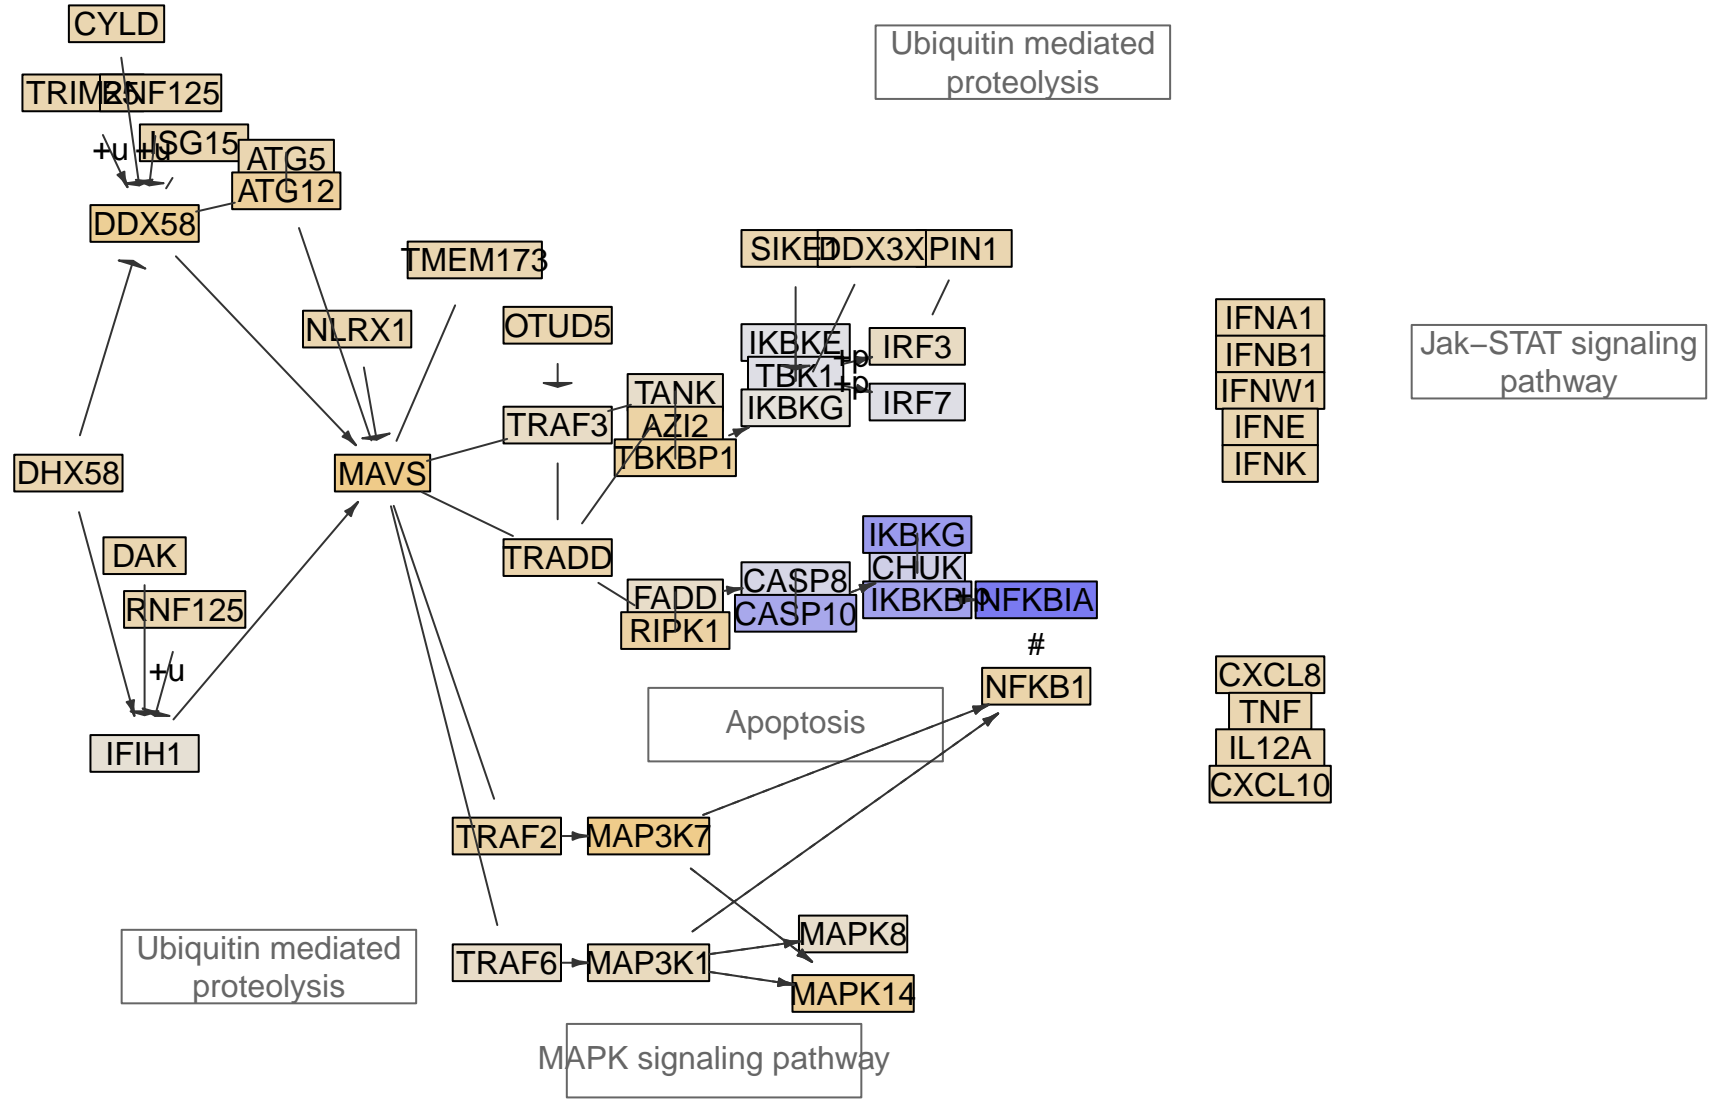 CYLD
Ubiquitin mediated
proteolysis
TRIM25
RNF125
ISG15
+u
+u
ATG5
ATG12
DDX58
TMEM173
SIKE1
DDX3X
PIN1
NLRX1
OTUD5
IKBKE
TBK1
IKBKG
+p
+p
IRF3
IRF7
IFNA1
IFNB1
IFNW1
IFNE
IFNK
Jak−STAT signaling
pathway
TANK
AZI2
TBKBP1
TRAF3
DHX58
MAVS
DAK
RNF125
+u
IFIH1
TRADD
FADD
RIPK1
CASP8
CASP10
IKBKG
CHUK
IKBKB
+p
NFKBIA
#
NFKB1
CXCL8
TNF
IL12A
CXCL10
Apoptosis
TRAF2
MAP3K7
TRAF6
MAP3K1
MAPK8
MAPK14
Ubiquitin mediated
proteolysis
MAPK signaling pathway